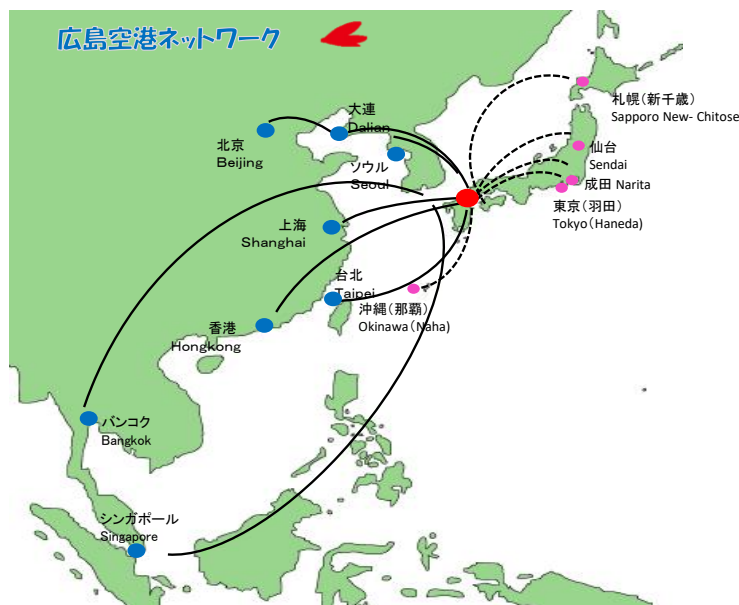 広島空港ネットワーク
大連
Dalian
北京
Beijing
ソウル
Seoul
札幌（新千歳）
Sapporo New- Chitose
仙台
Sendai
成田 Narita
東京（羽田）
Tokyo（Haneda）
上海
Shanghai
台北
Taipei
沖縄（那覇）
Okinawa（Naha）
香港
Hongkong
バンコク
Bangkok
シンガポール
Singapore